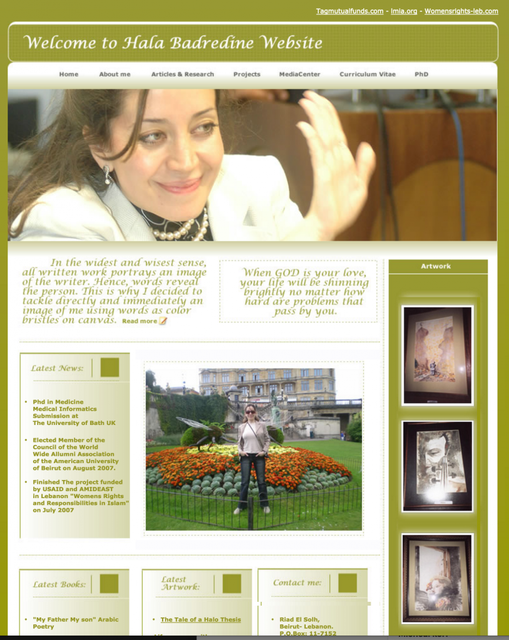 Tagmutualfunds.com - Imia.org - Womensrights-leb.com
Welcome to Hala Badredine Website
Home About me Articles & Research Projects MediaCenter Curriculum Vitae PhD
In the widest and wisest sense,
all written work portrays an image
of the writer. Hence, words reveal
the person. This is why I decided to
tackle directly and immediately an
image of me using words as color
bristles on canvas. Read more
When GOD is your love,
your life will be shinning
brightly no matter how
hard are problems that
pass by you.
Artwork
Latest News:
Phd in Medicine
Medical Informatics
Submission at
The University of Bath UK
Elected Member of the
Council of the World
Wide Allumni Association
of the American University
of Beirut on August 2007.
Finished The project funded
by USAID and AMIDEAST
in Lebanon "Womens Rights
and Responsibilities in Islam"
on July 2007
Latest Books:
"My Father My son" Arabic
Poetry
Latest
Artwork:
The Tale of a Halo Thesis
Contact me:
Riad El Solh,
Beirut- Lebanon.
P.O.Box: 11-7152